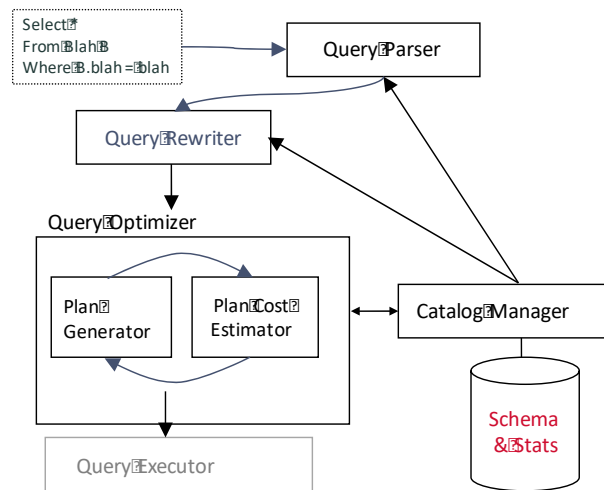 Select *
From Blah B
Where B.blah = blah
Query Parser
Query Rewriter
Query Optimizer
Plan
Generator
Plan Cost
Estimator
Catalog Manager
Schema
& Stats
Query Executor